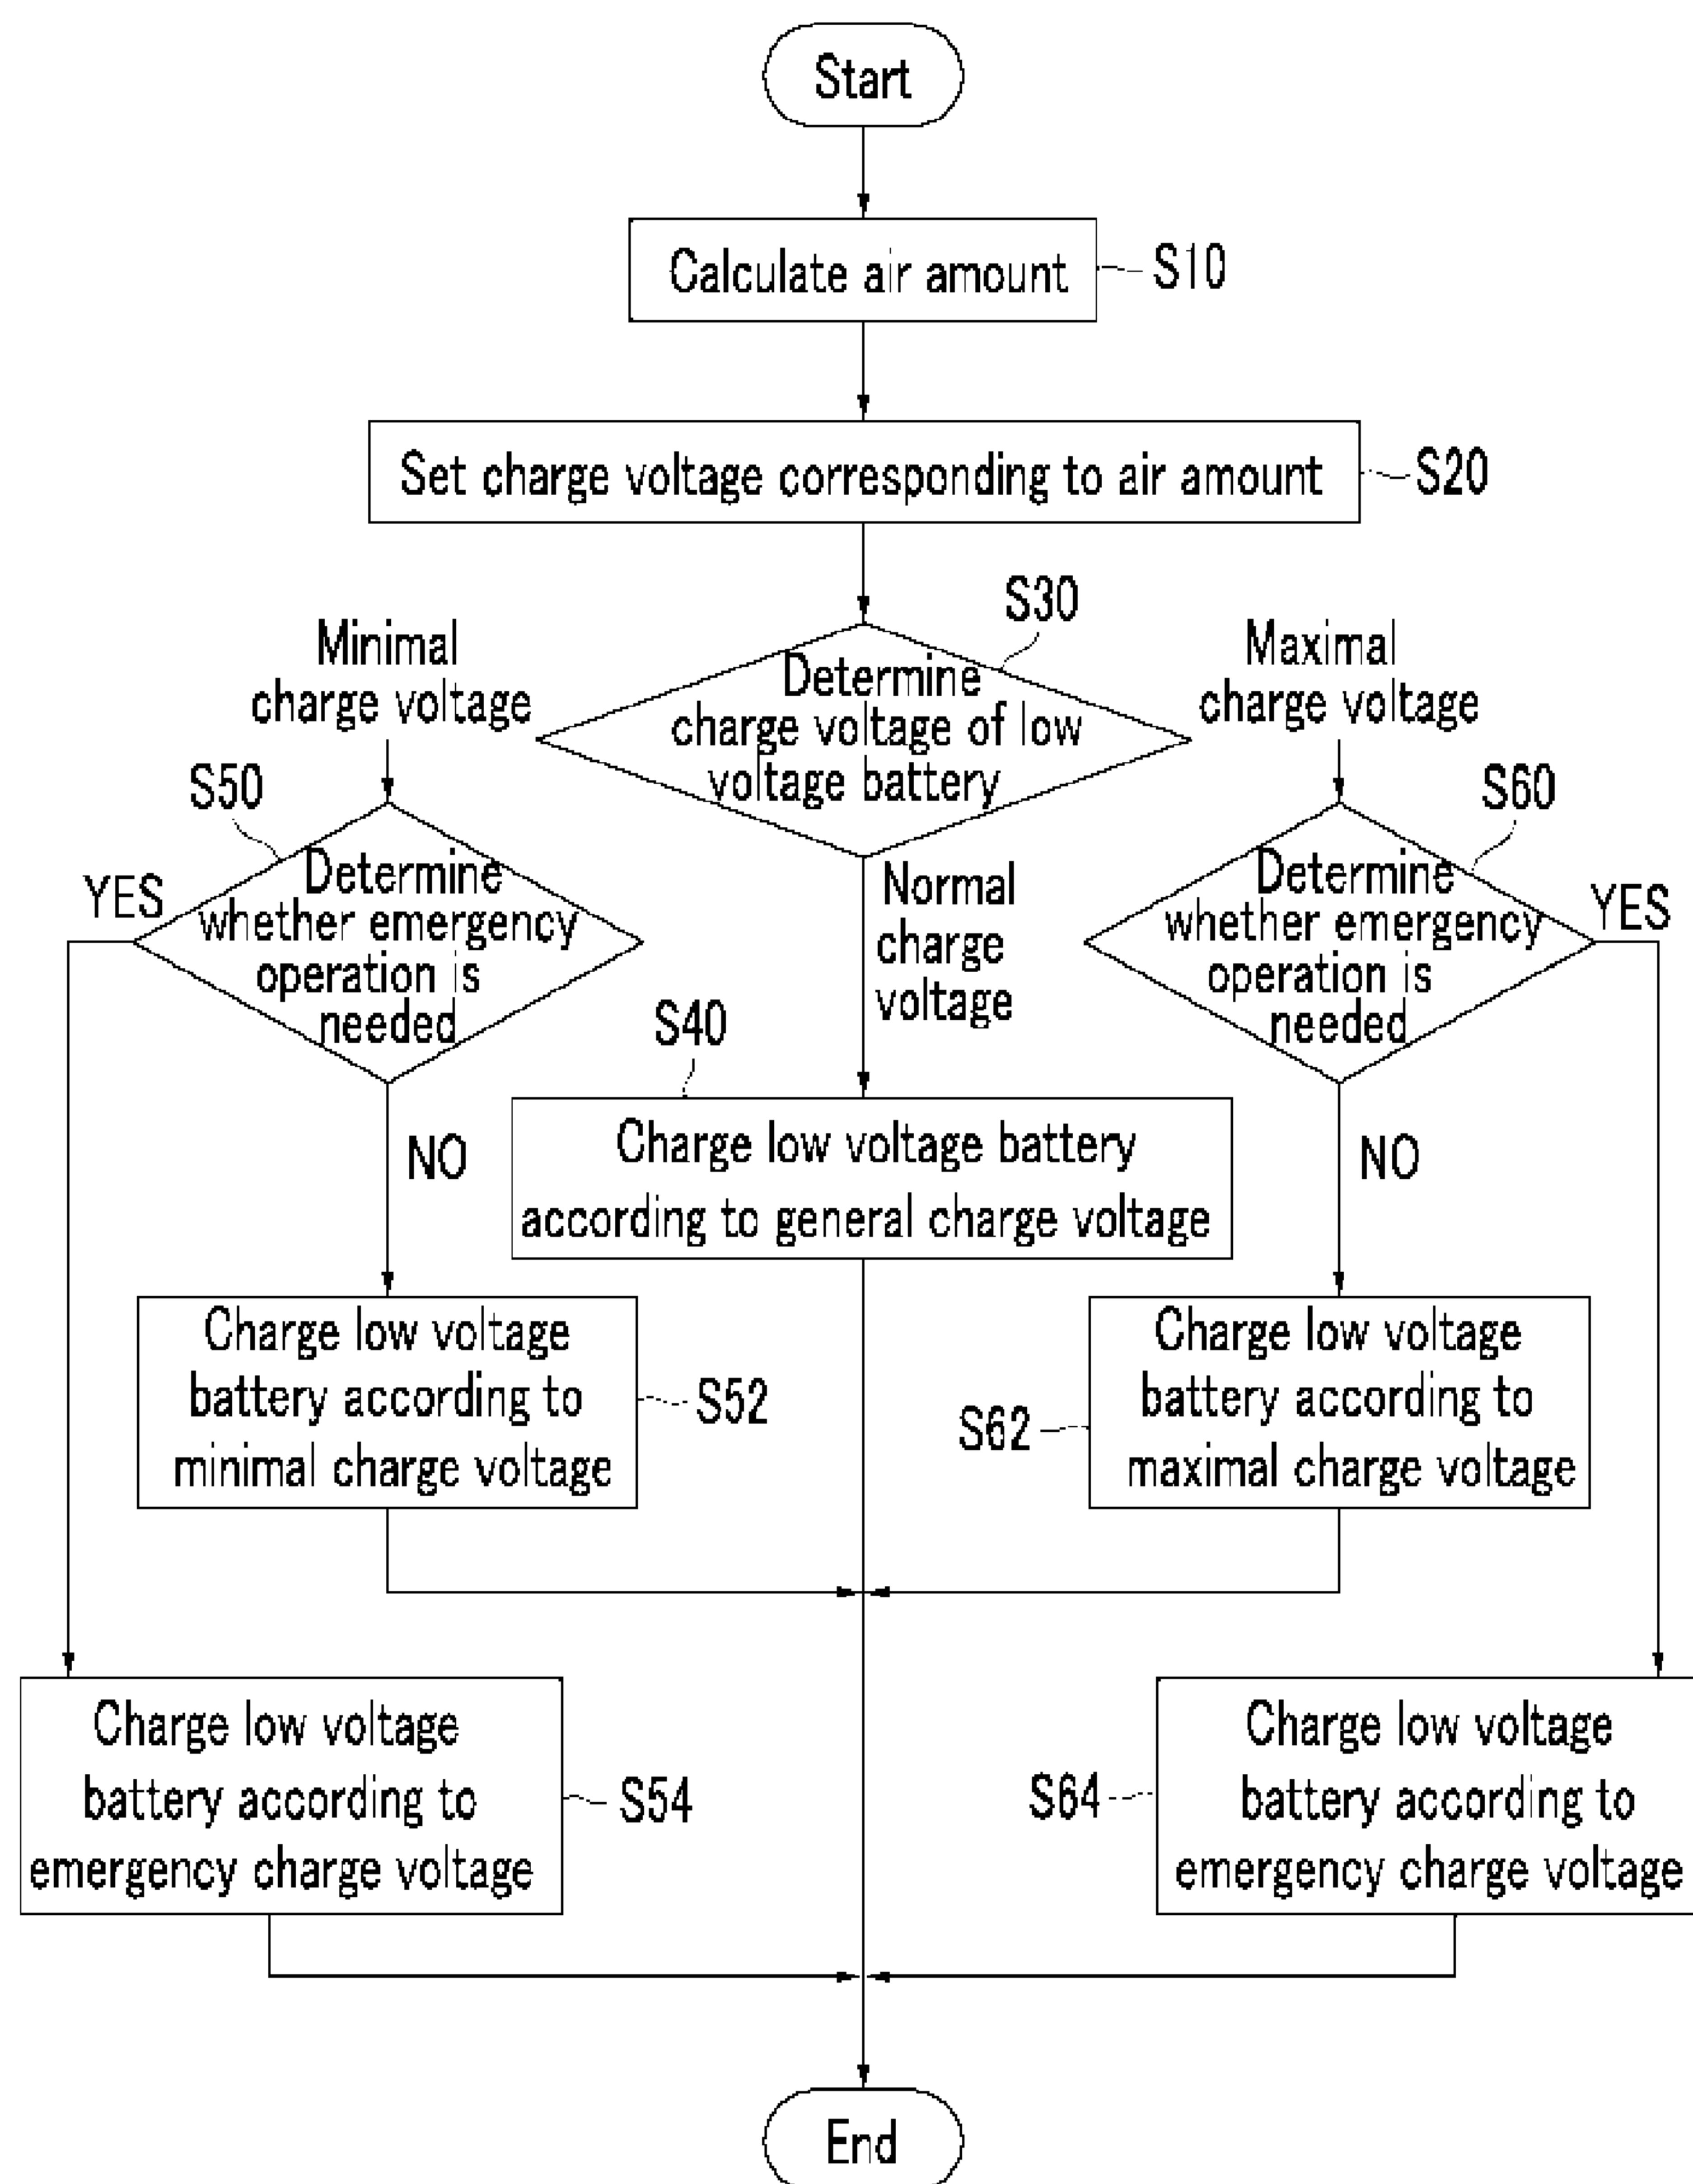 Start
Calculate air amount
S10
Set charge voltage corresponding to air amount
S20
S30
Determine
charge voltage of low
voltage battery
Minimal
charge voltage
Maximal
charge voltage
S50
Determine
whether emergency
operation is
needed
YES
NO
Normal
charge
voltage
S60
Determine
whether emergency
operation is
needed
YES
NO
S40
Charge low voltage battery
according to general charge voltage
Charge low voltage
battery according to
minimal charge voltage
S52
S62
Charge low voltage
battery according to
maximal charge voltage
Charge low voltage
battery according to
emergency charge voltage
S54
S64
Charge low voltage
battery according to
emergency charge voltage
End